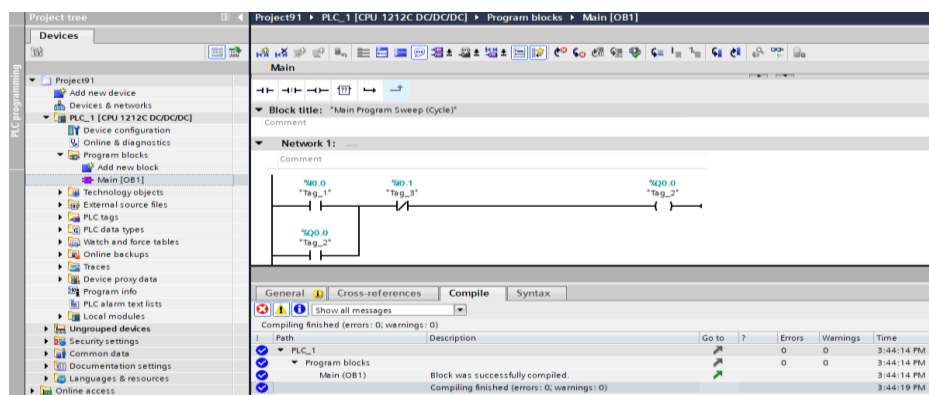 Project tree
Project91 ▸ PLC_1 [CPU 1212C DC/DC/DC] ▸ Program blocks ▸ Main [OB1]
Devices
PLC programming
Project91
Add new device
Devices & networks
PLC_1 [CPU 1212C DC/DC/DC]
Device configuration
Online & diagnostics
Program blocks
Add new block
Main [OB1]
Technology objects
External source files
PLC tags
PLC data types
Watch and force tables
Online backups
Traces
Device proxy data
Program info
PLC alarm text lists
Local modules
Ungrouped devices
Security settings
Common data
Documentation settings
Languages & resources
Online access
Main
??
Block title: "Main Program Sweep (Cycle)"
Comment
Network 1: .....
Comment
%I0.0 %I0.1 %Q0.0
"Tag_1" "Tag_3" "Tag_2"
%Q0.0
"Tag_2"
General Cross-references Compile Syntax
Show all messages
Compiling finished (errors: 0; warnings: 0)
! Path Description Go to ? Errors Warnings Time
PLC_1 0 0 3:44:14 PM
Program blocks 0 0 3:44:14 PM
Main (OB1) Block was successfully compiled. 3:44:14 PM
Compiling finished (errors: 0; warnings: 0) 3:44:19 PM